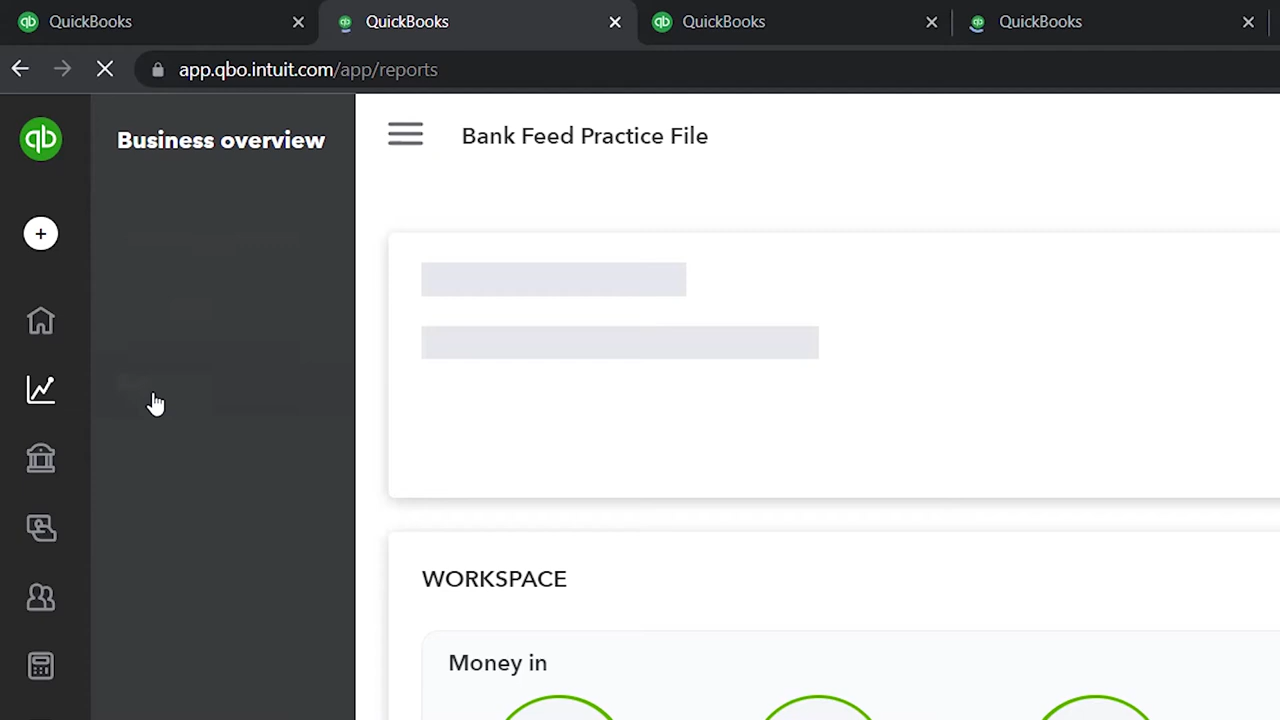 QuickBooks
QuickBooks
QuickBooks
QuickBooks
app.qbo.intuit.com/app/reports
qb
Business overview
Bank Feed Practice File
WORKSPACE
Money in